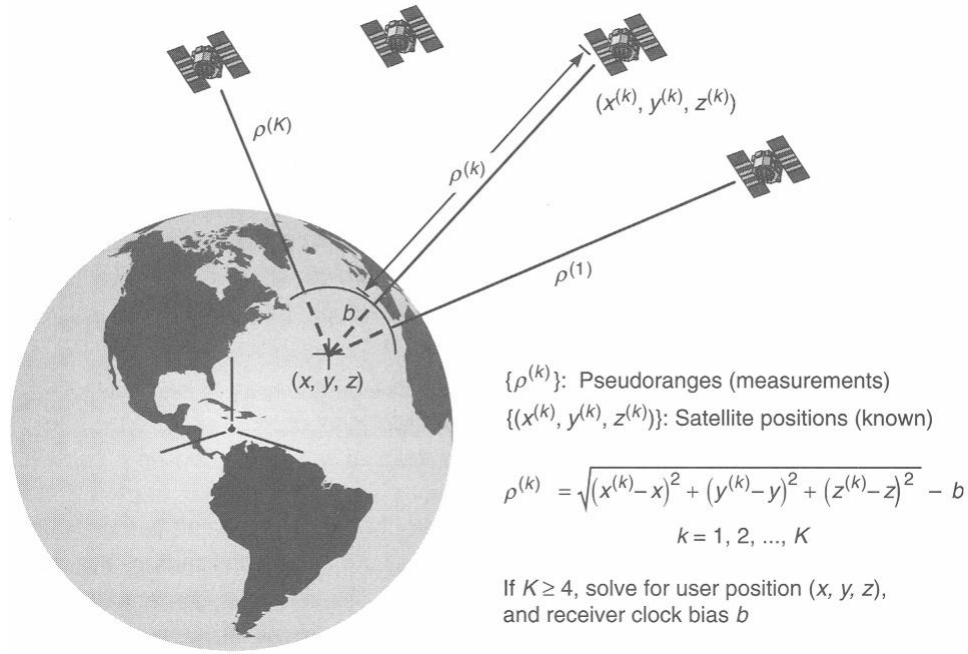 ρ(K)
(x(k), y(k), z(k))
ρ(k)
ρ(1)
b
(x, y, z)
{ρ(k)}: Pseudoranges (measurements)
{(x(k), y(k), z(k))}: Satellite positions (known)
ρ(k) = √(x(k)–x)2 + (y(k)–y)2 + (z(k)–z)2 – b
k = 1, 2, ..., K
If K ≥ 4, solve for user position (x, y, z),
and receiver clock bias b